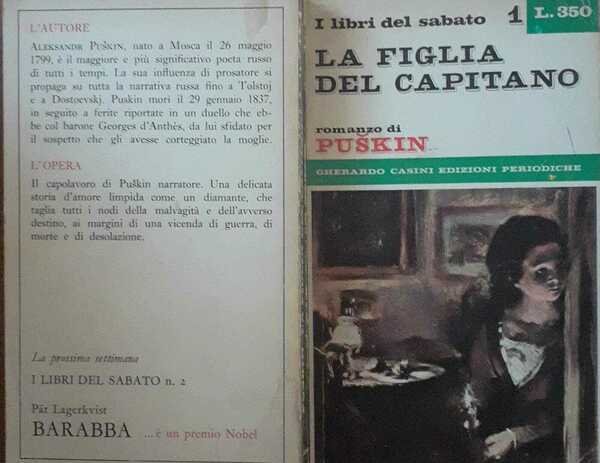 L'AUTORE
ALEKSANDR PUŠKIN, nato a Mosca il 26 maggio
1799, è il maggiore e più significativo poeta russo
di tutti i tempi. La sua influenza di prosatore si
propaga su tutta la narrativa russa fino a Tolstoj
e a Dostoevskj. Puskin morì il 29 gennaio 1837,
in seguito a ferite riportate in un duello che eb-
be col barone Georges d'Anthès, da lui sfidato per
il sospetto che gli avesse corteggiato la moglie.
L'OPERA
Il capolavoro di Puškin narratore. Una delicata
storia d'amore limpida come un diamante, che
taglia tutti i nodi della malvagità e dell'avverso
destino, ai margini di una vicenda di guerra, di
morte e di desolazione.
La prossima settimana
I LIBRI DEL SABATO n. 2
Pär Lagerkvist
BARABBA ...è un premio Nobel
I libri del sabato 1 L. 350
LA FIGLIA
DEL CAPITANO
romanzo di
PUŠKIN
GHERARDO CASINI EDIZIONI PERIODICHE